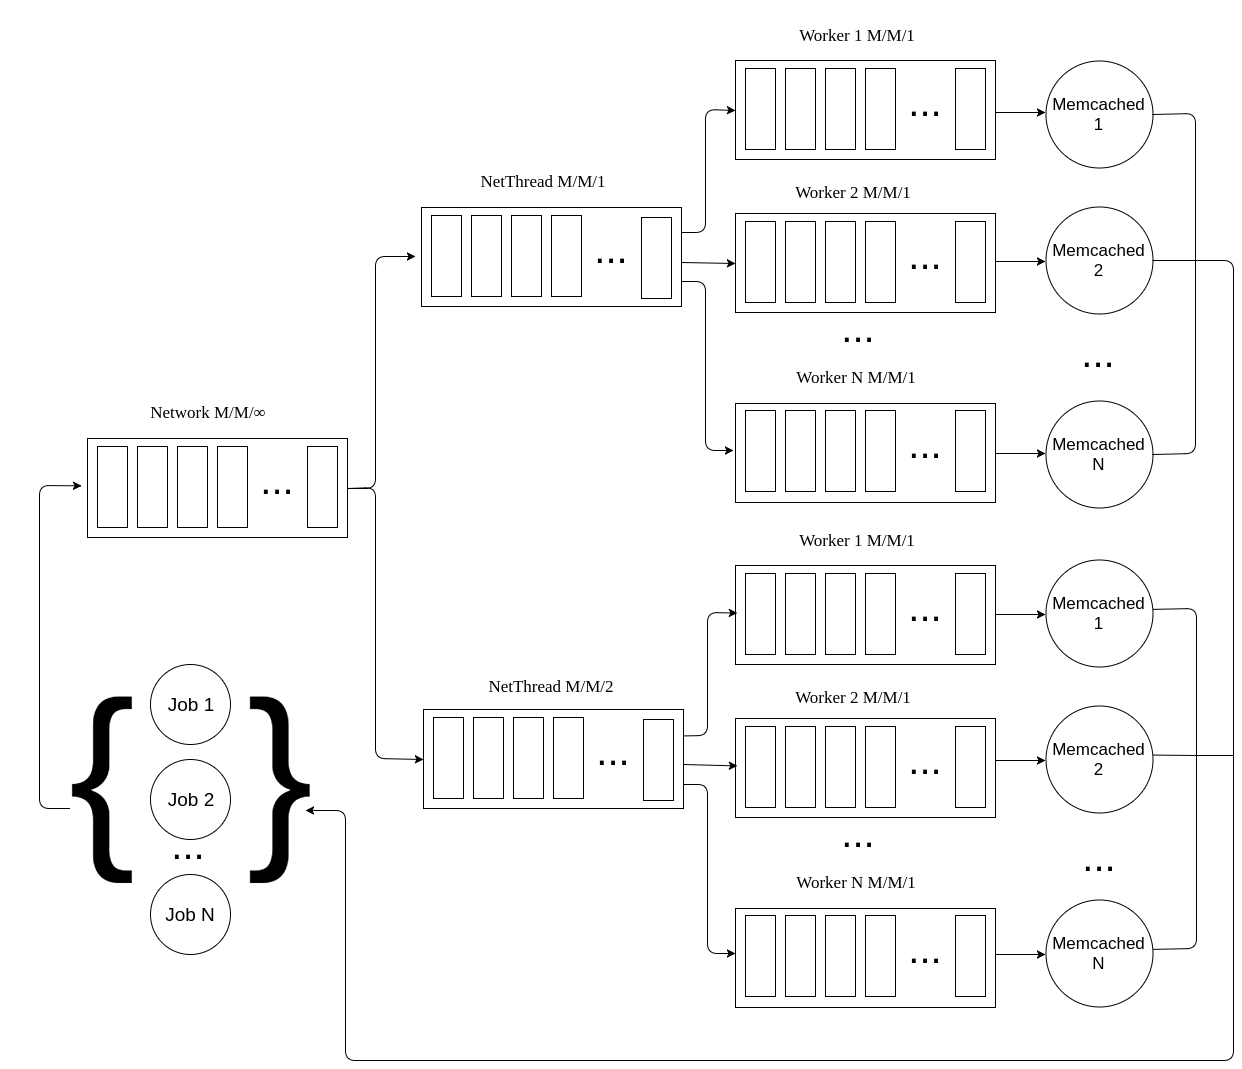 Worker 1 M/M/1
...
Memcached
1
NetThread M/M/1
...
Worker 2 M/M/1
...
Memcached
2
...
...
Worker N M/M/1
...
Memcached
N
Network M/M/∞
...
Worker 1 M/M/1
...
Memcached
1
NetThread M/M/2
...
Worker 2 M/M/1
...
Memcached
2
...
...
Worker N M/M/1
...
Memcached
N
{
Job 1
Job 2
...
Job N
}